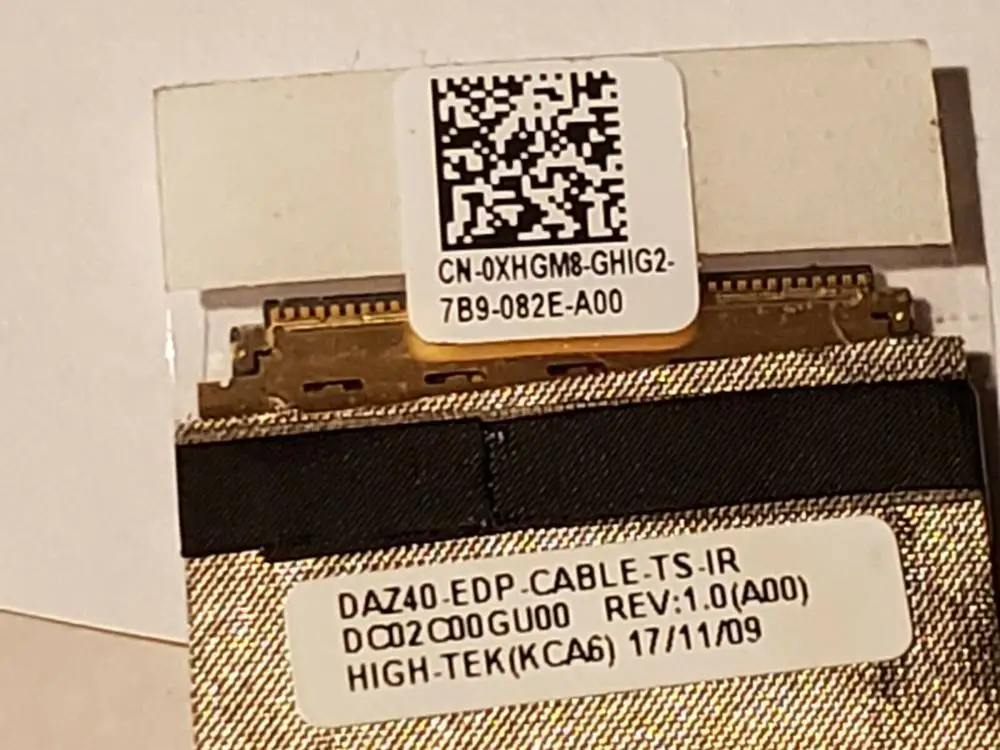 CN-0XHGM8-GHIG2-
7B9-082E-A00
DAZ40-EDP-CABLE-TS-IR
DC02C00GU00 REV:1.0(A00)
HIGH-TEK(KCA6) 17/11/09